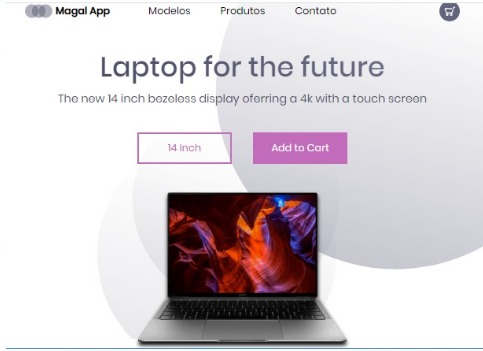 Magal App Modelos Produtos Contato
Laptop for the future
The new 14 inch bezeless display oferring a 4k with a touch screen
14 Inch Add to Cart